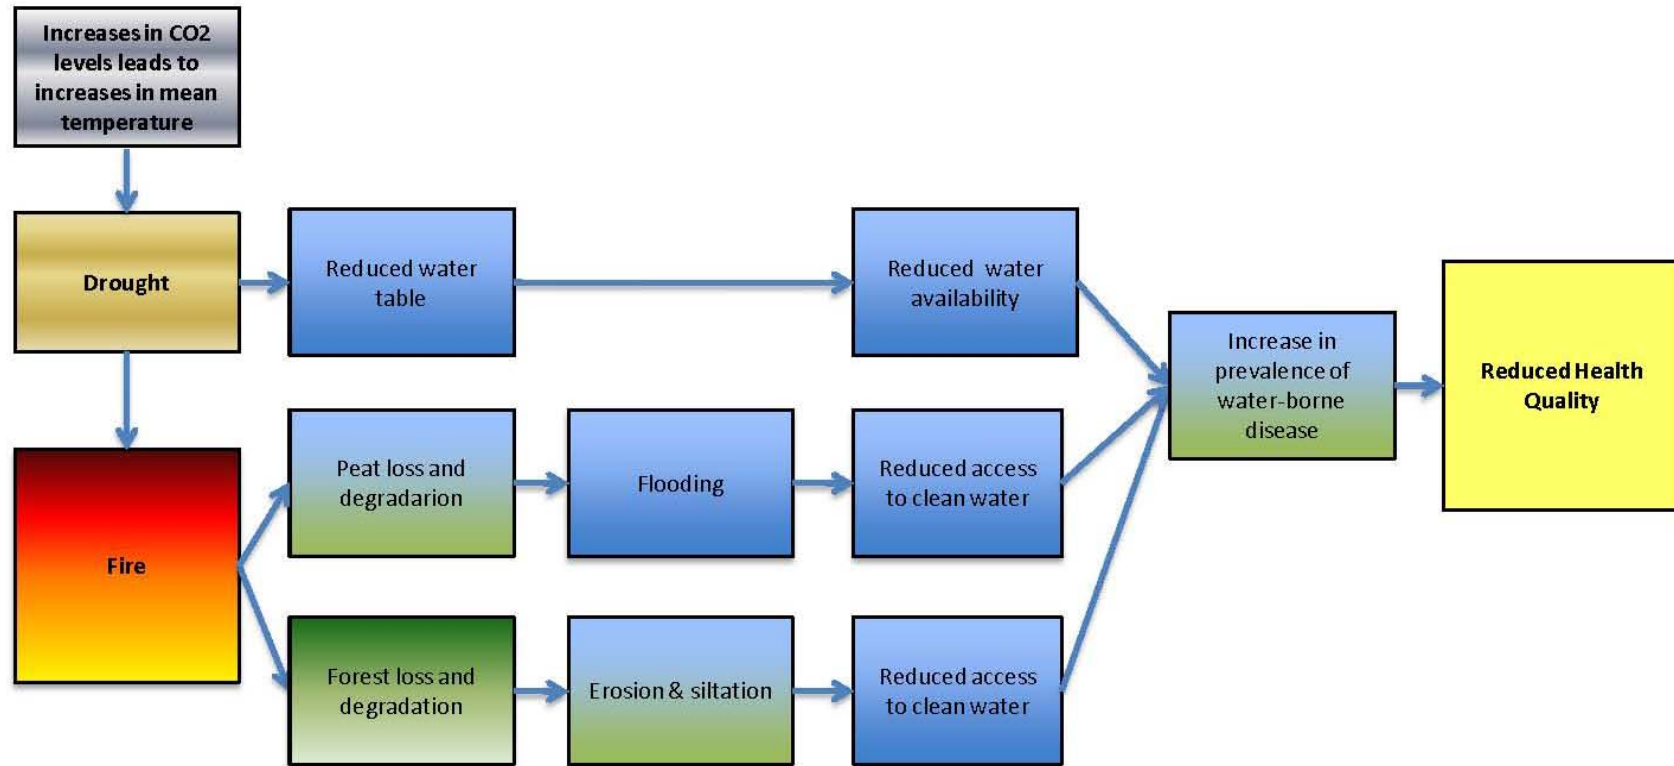 Increases in CO2
levels leads to
increases in mean
temperature
Drought
Reduced water
table
Reduced water
availability
Increase in
prevalence of
water-borne
disease
Reduced Health
Quality
Fire
Peat loss and
degradarion
Flooding
Reduced access
to clean water
Forest loss and
degradation
Erosion & siltation
Reduced access
to clean water